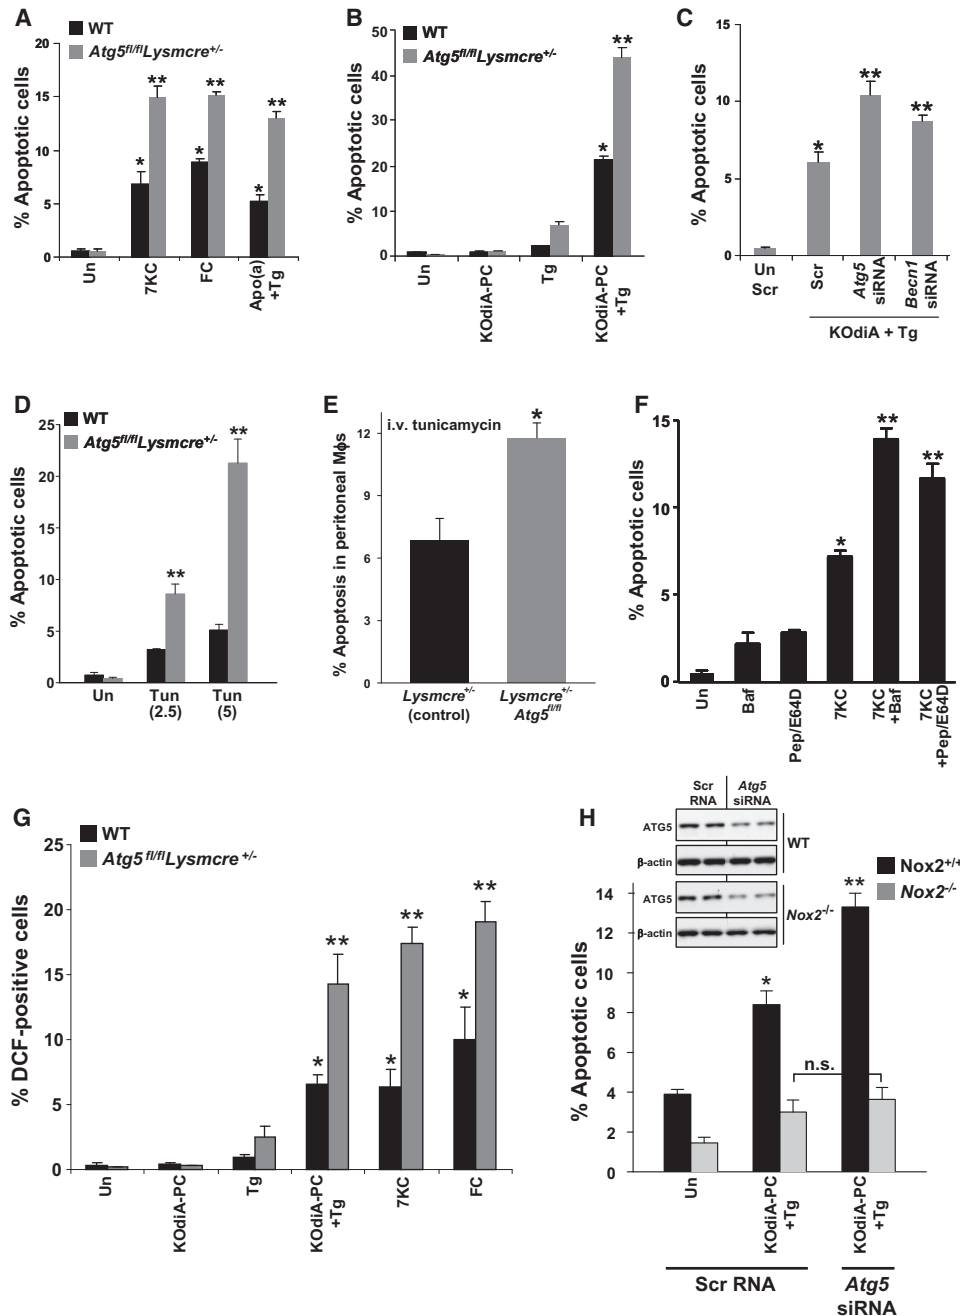 A
WT
Atg5fl/flLysmcre+/-
% Apoptotic cells
20
15
10
5
0
*
**
*
**
*
**
Un
7KC
FC
Apo(a)
+Tg
B
WT
Atg5fl/flLysmcre+/-
% Apoptotic cells
50
40
30
20
10
0
*
**
Un
KOdiA-PC
Tg
KOdiA-PC
+Tg
C
% Apoptotic cells
15
10
5
0
*
**
**
Un
Scr
Scr
Atg5
siRNA
Becn1
siRNA
KOdiA + Tg
D
WT
Atg5fl/flLysmcre+/-
% Apoptotic cells
25
20
15
10
5
0
**
**
Un
Tun
(2.5)
Tun
(5)
E
i.v. tunicamycin
% Apoptosis in peritoneal Mϕs
12
9
6
3
0
*
Lysmcre+/-
(control)
Lysmcre+/-
Atg5fl/fl
F
% Apoptotic cells
15
10
5
0
*
**
**
Un
Baf
Pep/E64D
7KC
7KC
+Baf
7KC
+Pep/E64D
G
WT
Atg5 fl/flLysmcre +/-
% DCF-positive cells
25
20
15
10
5
0
*
**
*
**
*
**
Un
KOdiA-PC
Tg
KOdiA-PC
+Tg
7KC
FC
H
Scr
RNA
Atg5
siRNA
ATG5
β-actin
WT
ATG5
β-actin
Nox2-/-
Nox2+/+
Nox2-/-
% Apoptotic cells
14
12
10
8
6
4
2
0
*
**
n.s.
Un
KOdiA-PC
+Tg
KOdiA-PC
+Tg
Scr RNA
Atg5
siRNA